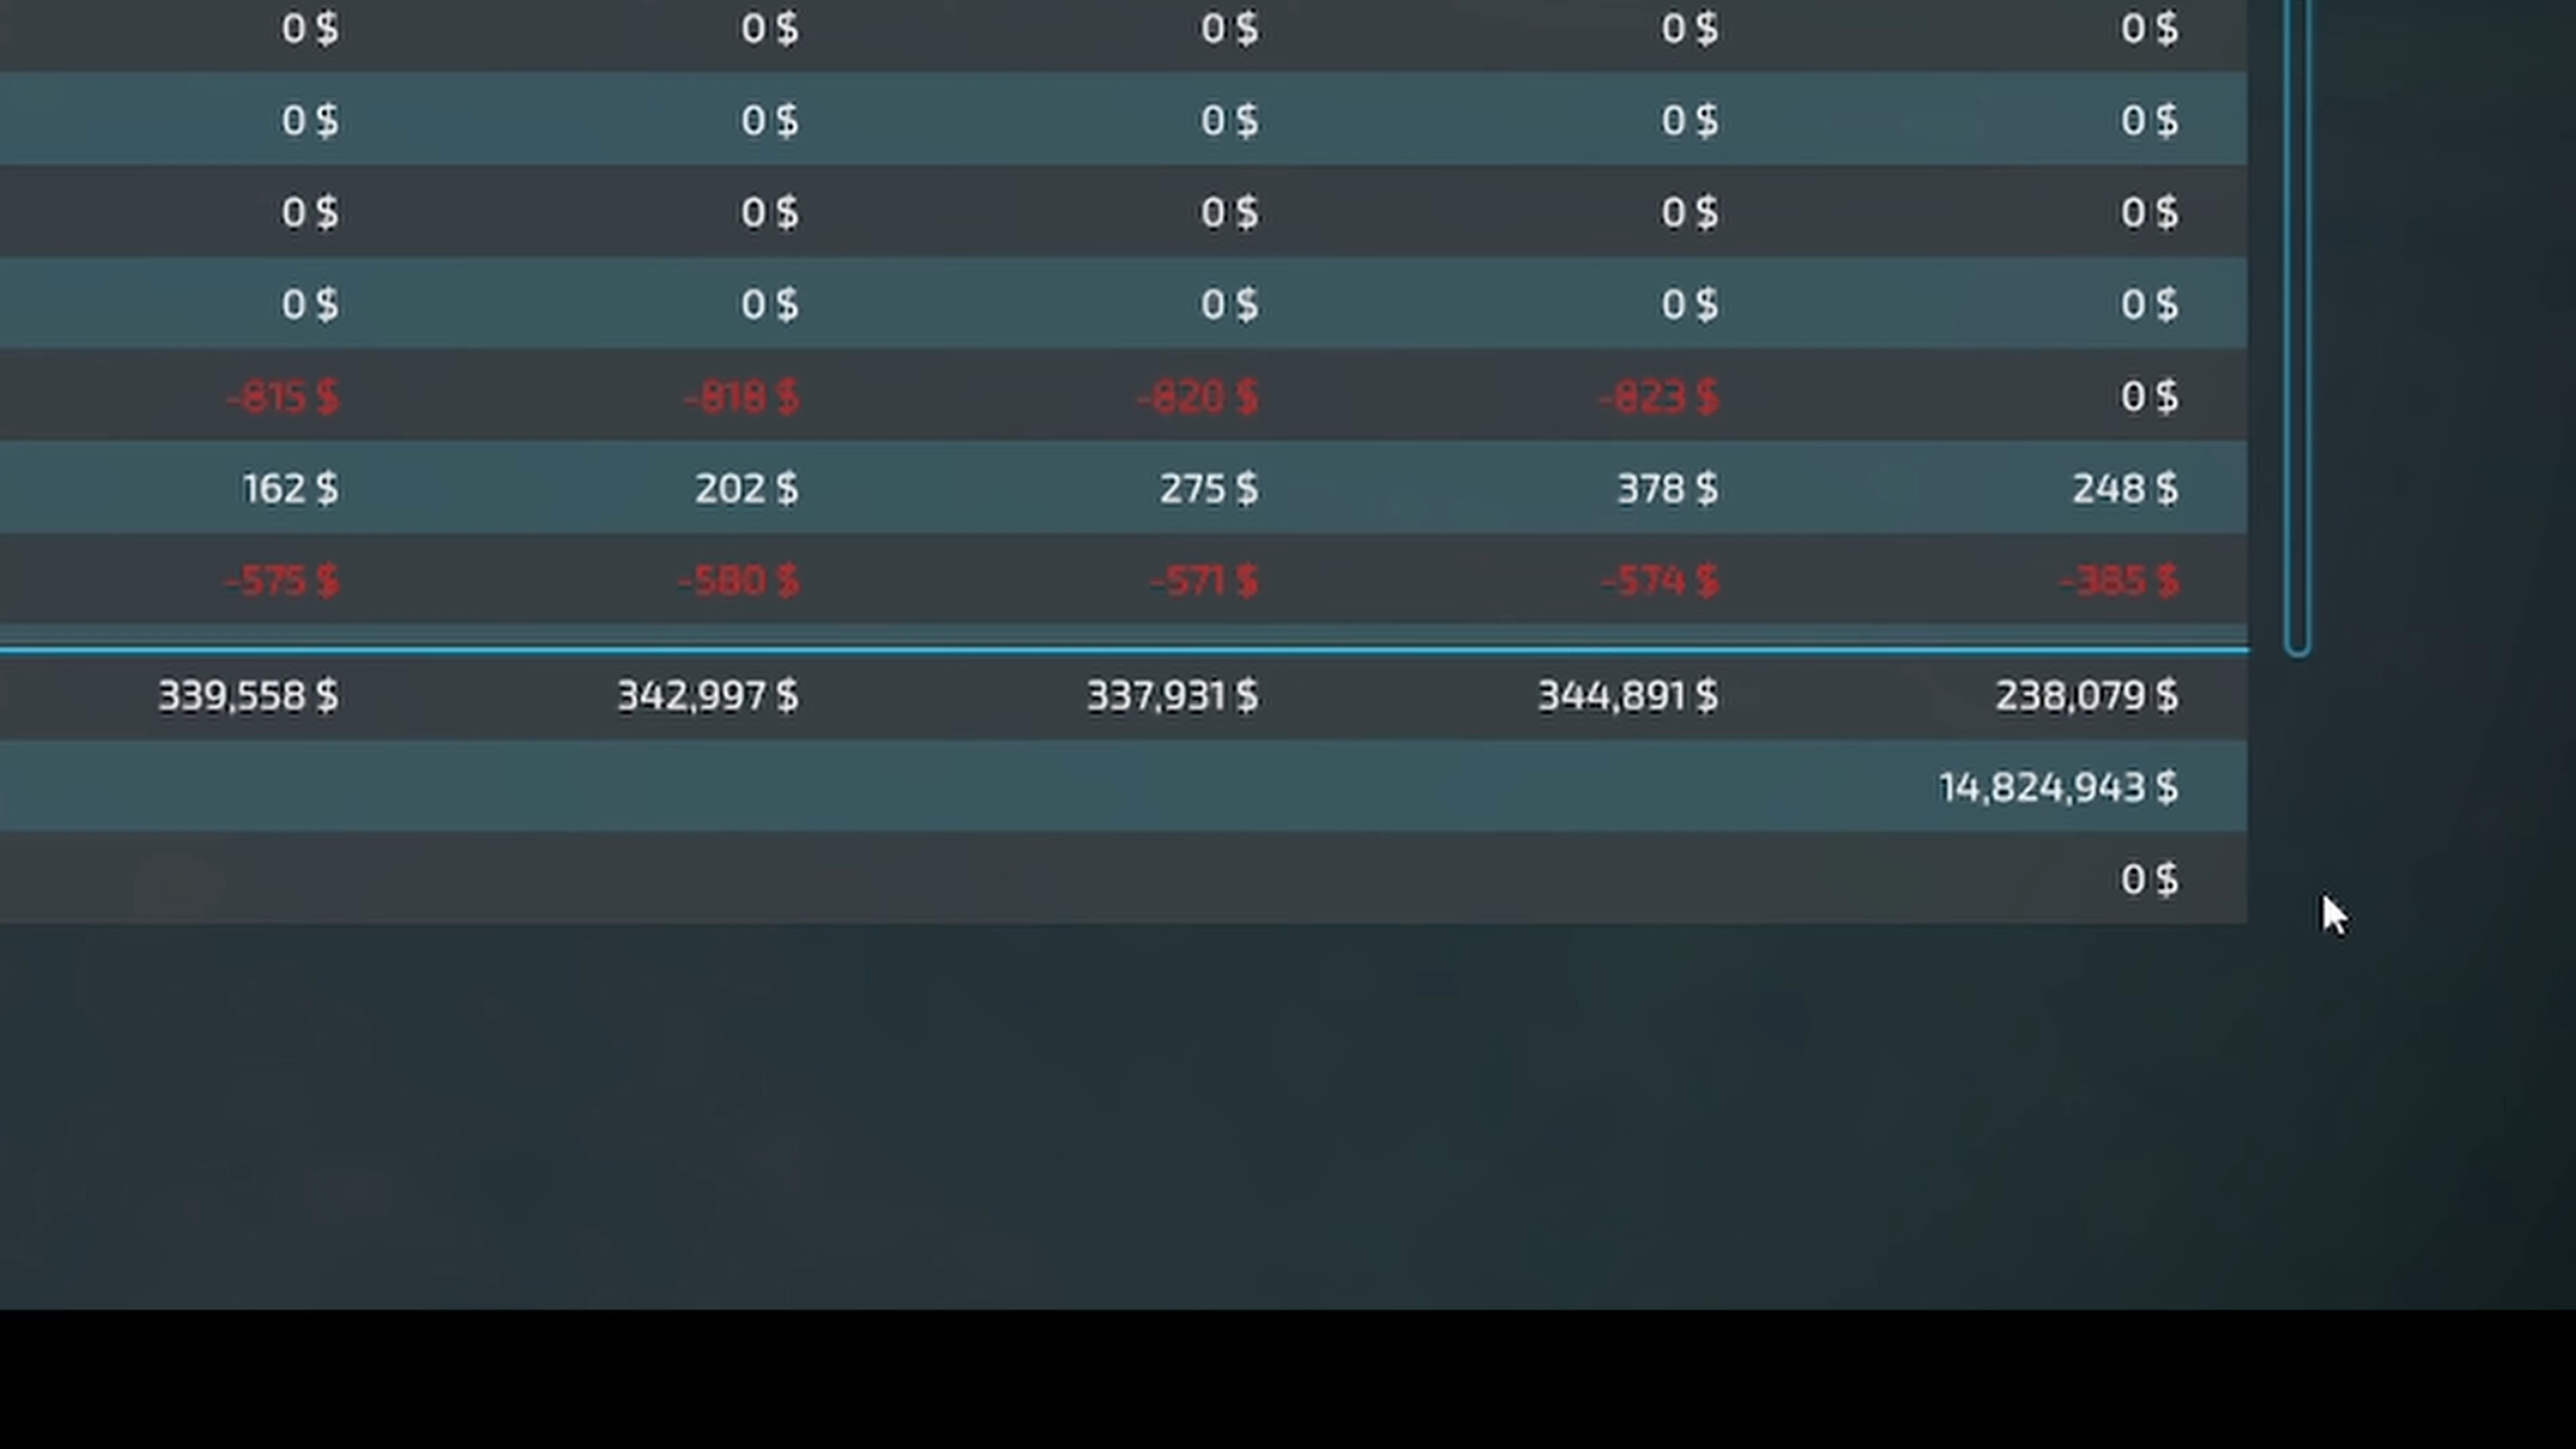 0 $ 0 $ 0 $ 0 $ 0 $
0 $ 0 $ 0 $ 0 $ 0 $
0 $ 0 $ 0 $ 0 $ 0 $
0 $ 0 $ 0 $ 0 $ 0 $
-815 $ -818 $ -820 $ -823 $ 0 $
162 $ 202 $ 275 $ 378 $ 248 $
-575 $ -580 $ -571 $ -574 $ -385 $
339,558 $ 342,997 $ 337,931 $ 344,891 $ 238,079 $
14,824,943 $
0 $